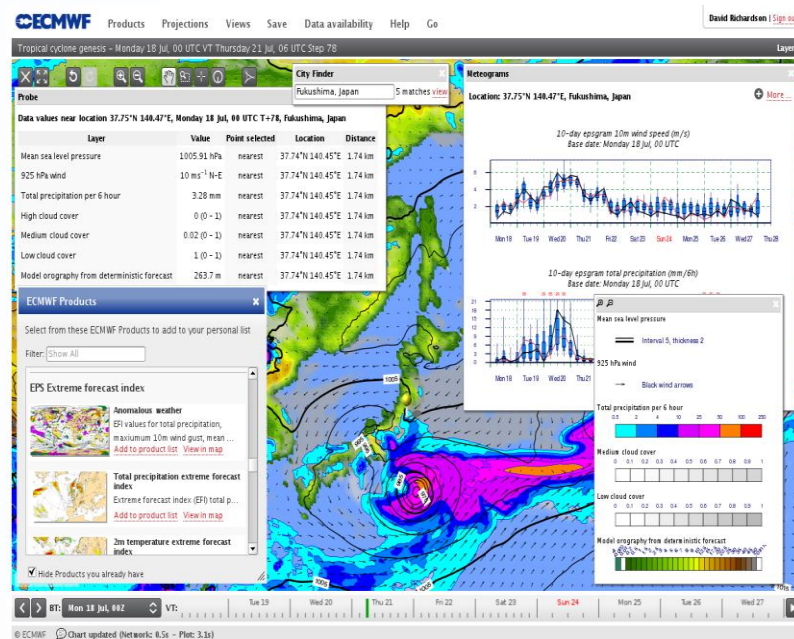 ECMWF Products Projections Views Save Data availability Help Go
David Richardson | Sign ou
Tropical cyclone genesis – Monday 18 Jul, 00 UTC VT Thursday 21 Jul, 06 UTC Step 78
Layer
City Finder
Fukushima, Japan 5 matches view
Probe
Data values near location 37.75°N 140.47°E, Monday 18 Jul, 00 UTC T+78, Fukushima, Japan
Layer Value Point selected Location Distance
Mean sea level pressure 1005.91 hPa nearest 37.74°N 140.45°E 1.74 km
925 hPa wind 10 ms⁻¹ N-E nearest 37.74°N 140.45°E 1.74 km
Total precipitation per 6 hour 3.28 mm nearest 37.74°N 140.45°E 1.74 km
High cloud cover 0 (0 - 1) nearest 37.74°N 140.45°E 1.74 km
Medium cloud cover 0.02 (0 - 1) nearest 37.74°N 140.45°E 1.74 km
Low cloud cover 1 (0 - 1) nearest 37.74°N 140.45°E 1.74 km
Model orography from deterministic forecast 263.7 m nearest 37.74°N 140.45°E 1.74 km
Meteograms
Location: 37.75°N 140.47°E, Fukushima, Japan
More ...
10-day epsgram 10m wind speed (m/s)
Base date: Monday 18 Jul, 00 UTC
6
4
2
Mon 18 Tue 19 Wed 20 Thu 21 Fri 22 Sat 23 Sun 24 Mon 25 Tue 26 Wed 27 Thu 28
10-day epsgram total precipitation (mm/6h)
Base date: Monday 18 Jul, 00 UTC
21
18
15
12
9
6
3
0
Mon 18 Tue 19 Wed 20 Thu 21
ECMWF Products
Select from these ECMWF Products to add to your personal list
Filter: Show All
EPS Extreme forecast index
Anomalous weather
EFI values for total precipitation,
maxiumum 10m wind gust, mean ...
Add to product list View in map
Total precipitation extreme forecast
index
Extreme forecast index (EFI) total p...
Add to product list View in map
2m temperature extreme forecast
index
Hide Products you already have
1005
1005
1005
Mean sea level pressure
Interval 5, thickness 2
925 hPa wind
Black wind arrows
Total precipitation per 6 hour
0.5 2 4 10 25 50 100 250
Medium cloud cover
0 0.1 0.2 0.3 0.4 0.5 0.6 0.7 0.8 0.9 1
Low cloud cover
0 0.1 0.2 0.3 0.4 0.5 0.6 0.7 0.8 0.9 1
Model orography from deterministic forecast
BT: Mon 18 Jul, 00Z VT: Tue 19 Wed 20 Thu 21 Fri 22 Sat 23 Sun 24 Mon 25 Tue 26 Wed 27
© ECMWF Chart updated (Network: 0.5s - Plot: 3.1s)